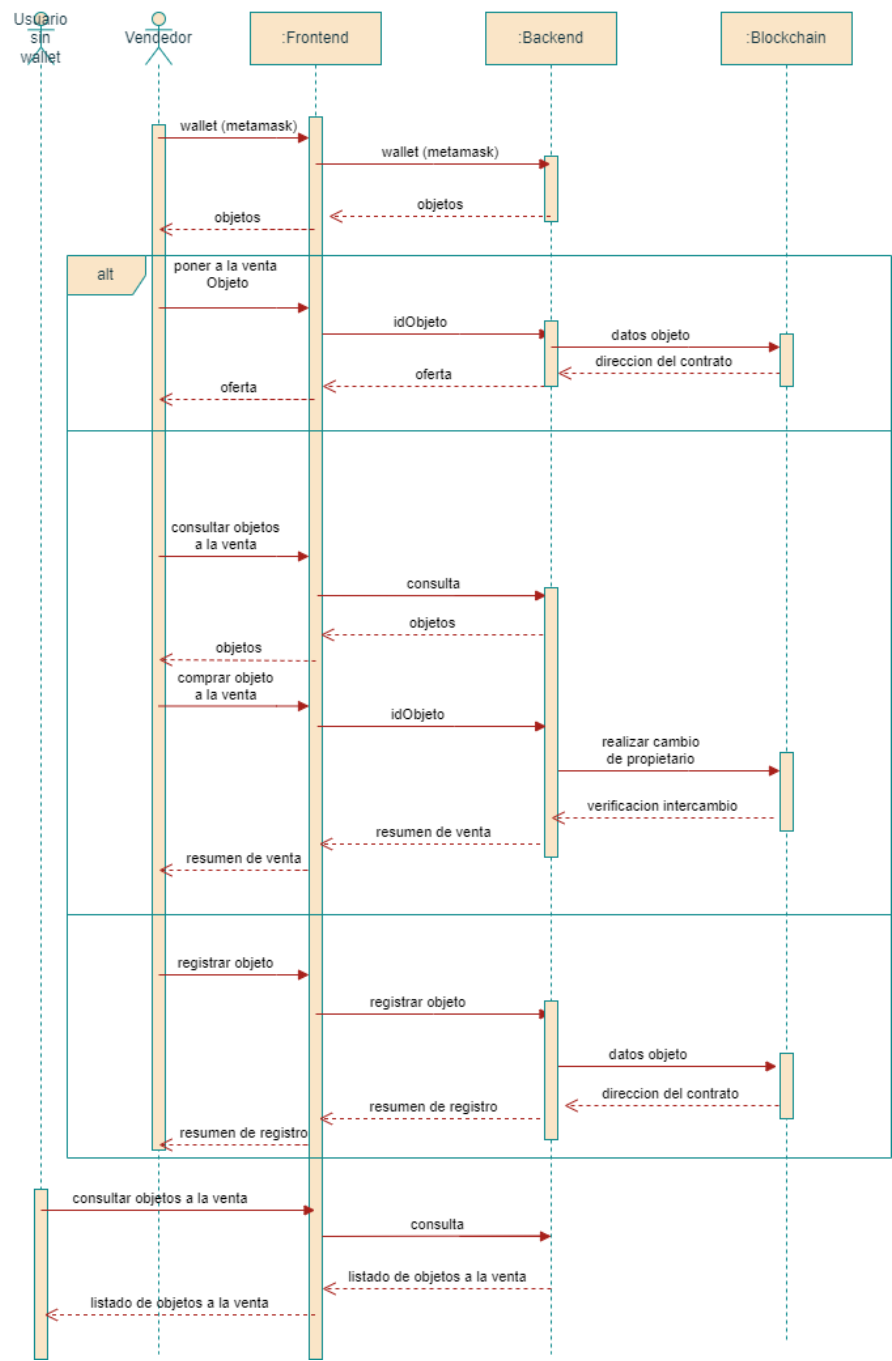 Usuario
sin
wallet
Vendedor
:Frontend
:Backend
:Blockchain
wallet (metamask)
wallet (metamask)
objetos
objetos
alt
poner a la venta
Objeto
idObjeto
datos objeto
direccion del contrato
oferta
oferta
consultar objetos
a la venta
consulta
objetos
objetos
comprar objeto
a la venta
idObjeto
realizar cambio
de propietario
verificacion intercambio
resumen de venta
resumen de venta
registrar objeto
registrar objeto
datos objeto
direccion del contrato
resumen de registro
resumen de registro
consultar objetos a la venta
consulta
listado de objetos a la venta
listado de objetos a la venta